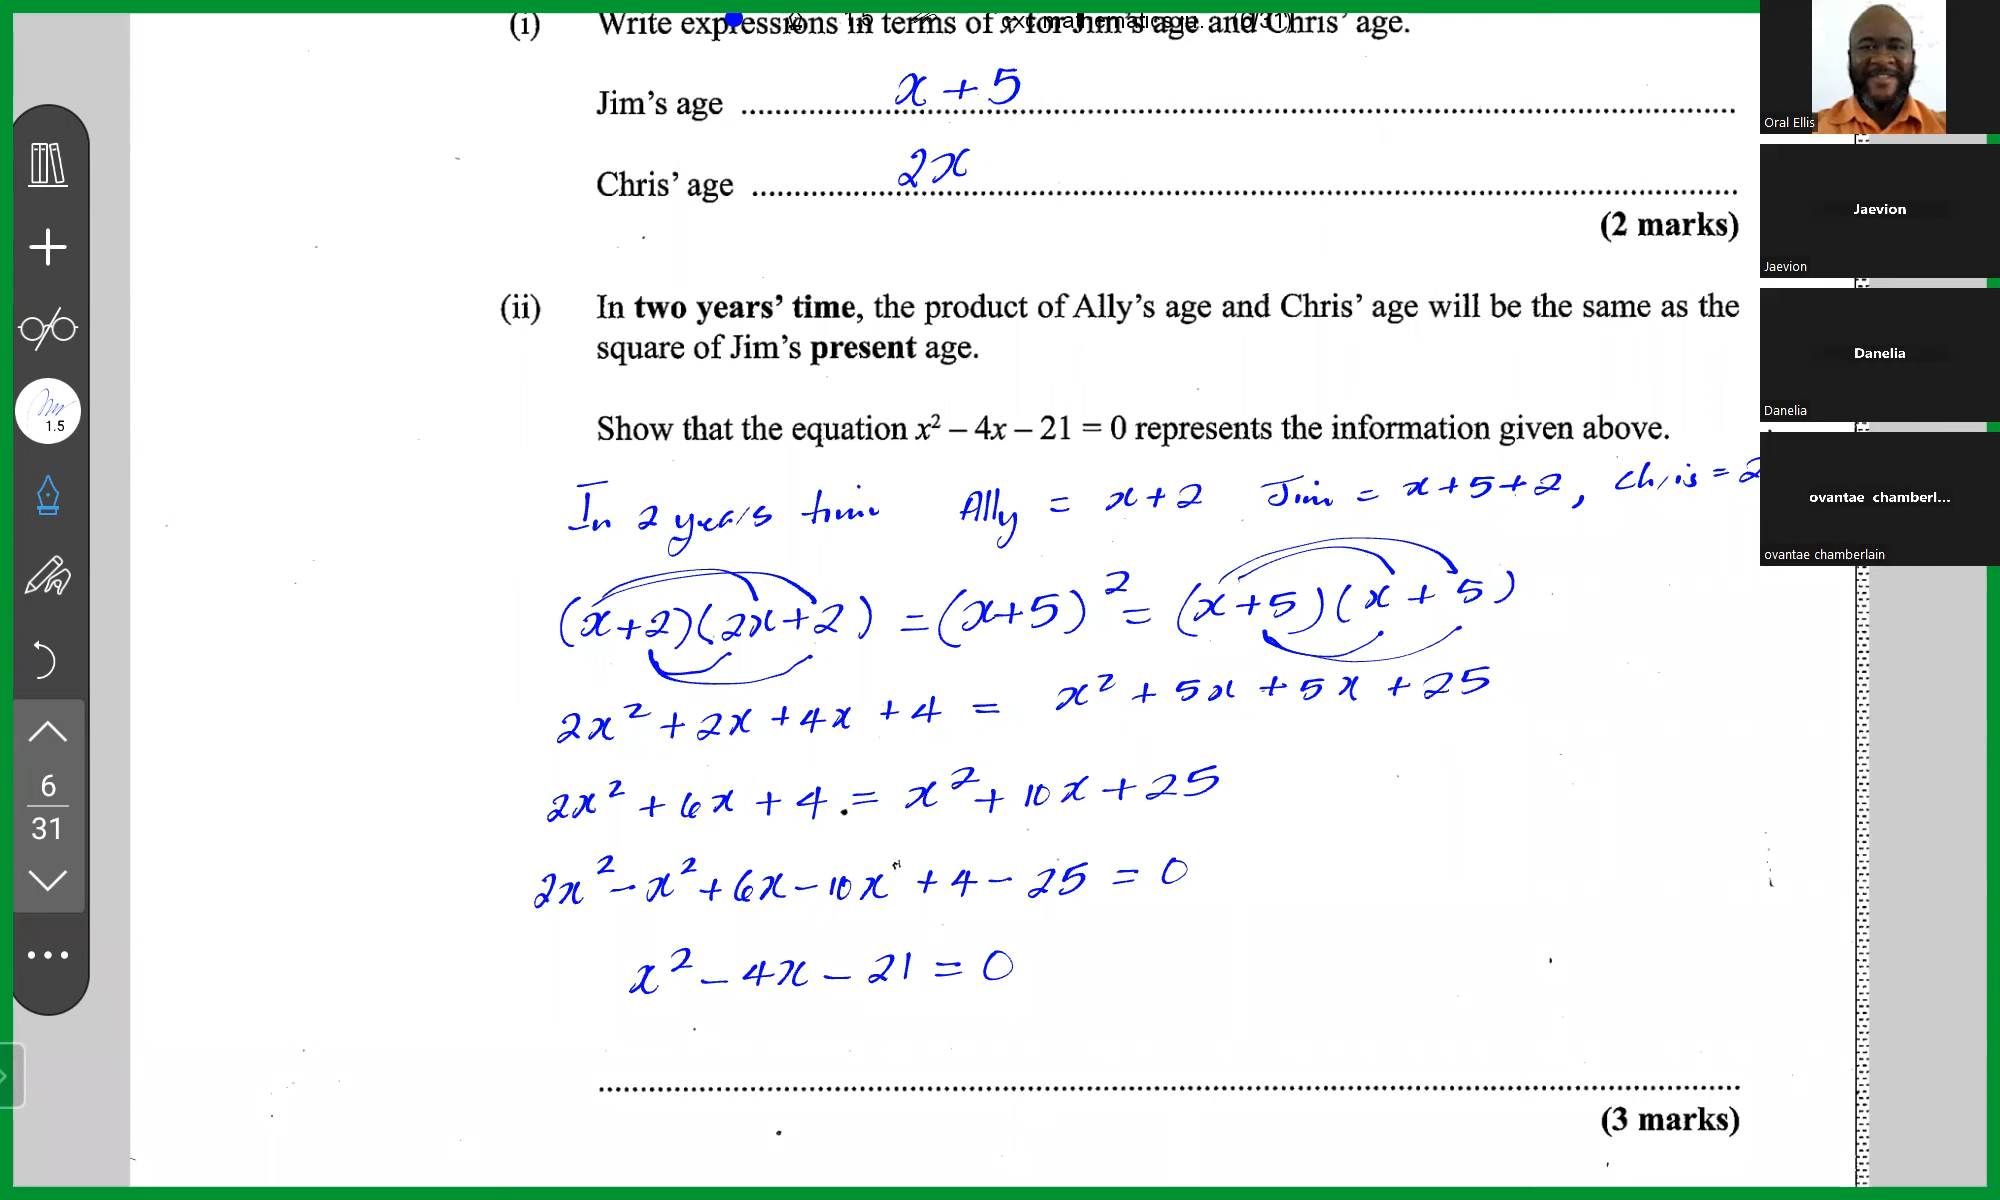 (i) Write expressions in terms of x for Jim's age and Chris' age.
Jim's age x + 5
Chris' age 2x
(2 marks)
(ii) In two years' time, the product of Ally's age and Chris' age will be the same as the
square of Jim's present age.
Show that the equation x² – 4x – 21 = 0 represents the information given above.
In 2 years time Ally = x+2 Jim = x+5+2, Chris = 2
(x+2)(2x+2) = (x+5)² = (x+5)(x+5)
2x² + 2x + 4x + 4 = x² + 5x + 5x + 25
2x² + 6x + 4 = x² + 10x + 25
2x² – x² + 6x – 10x + 4 – 25 = 0
x² – 4x – 21 = 0
(3 marks)
1.5
6
31
Oral Ellis
Jaevion
Jaevion
Danelia
Danelia
ovantae chamberl...
ovantae chamberlain